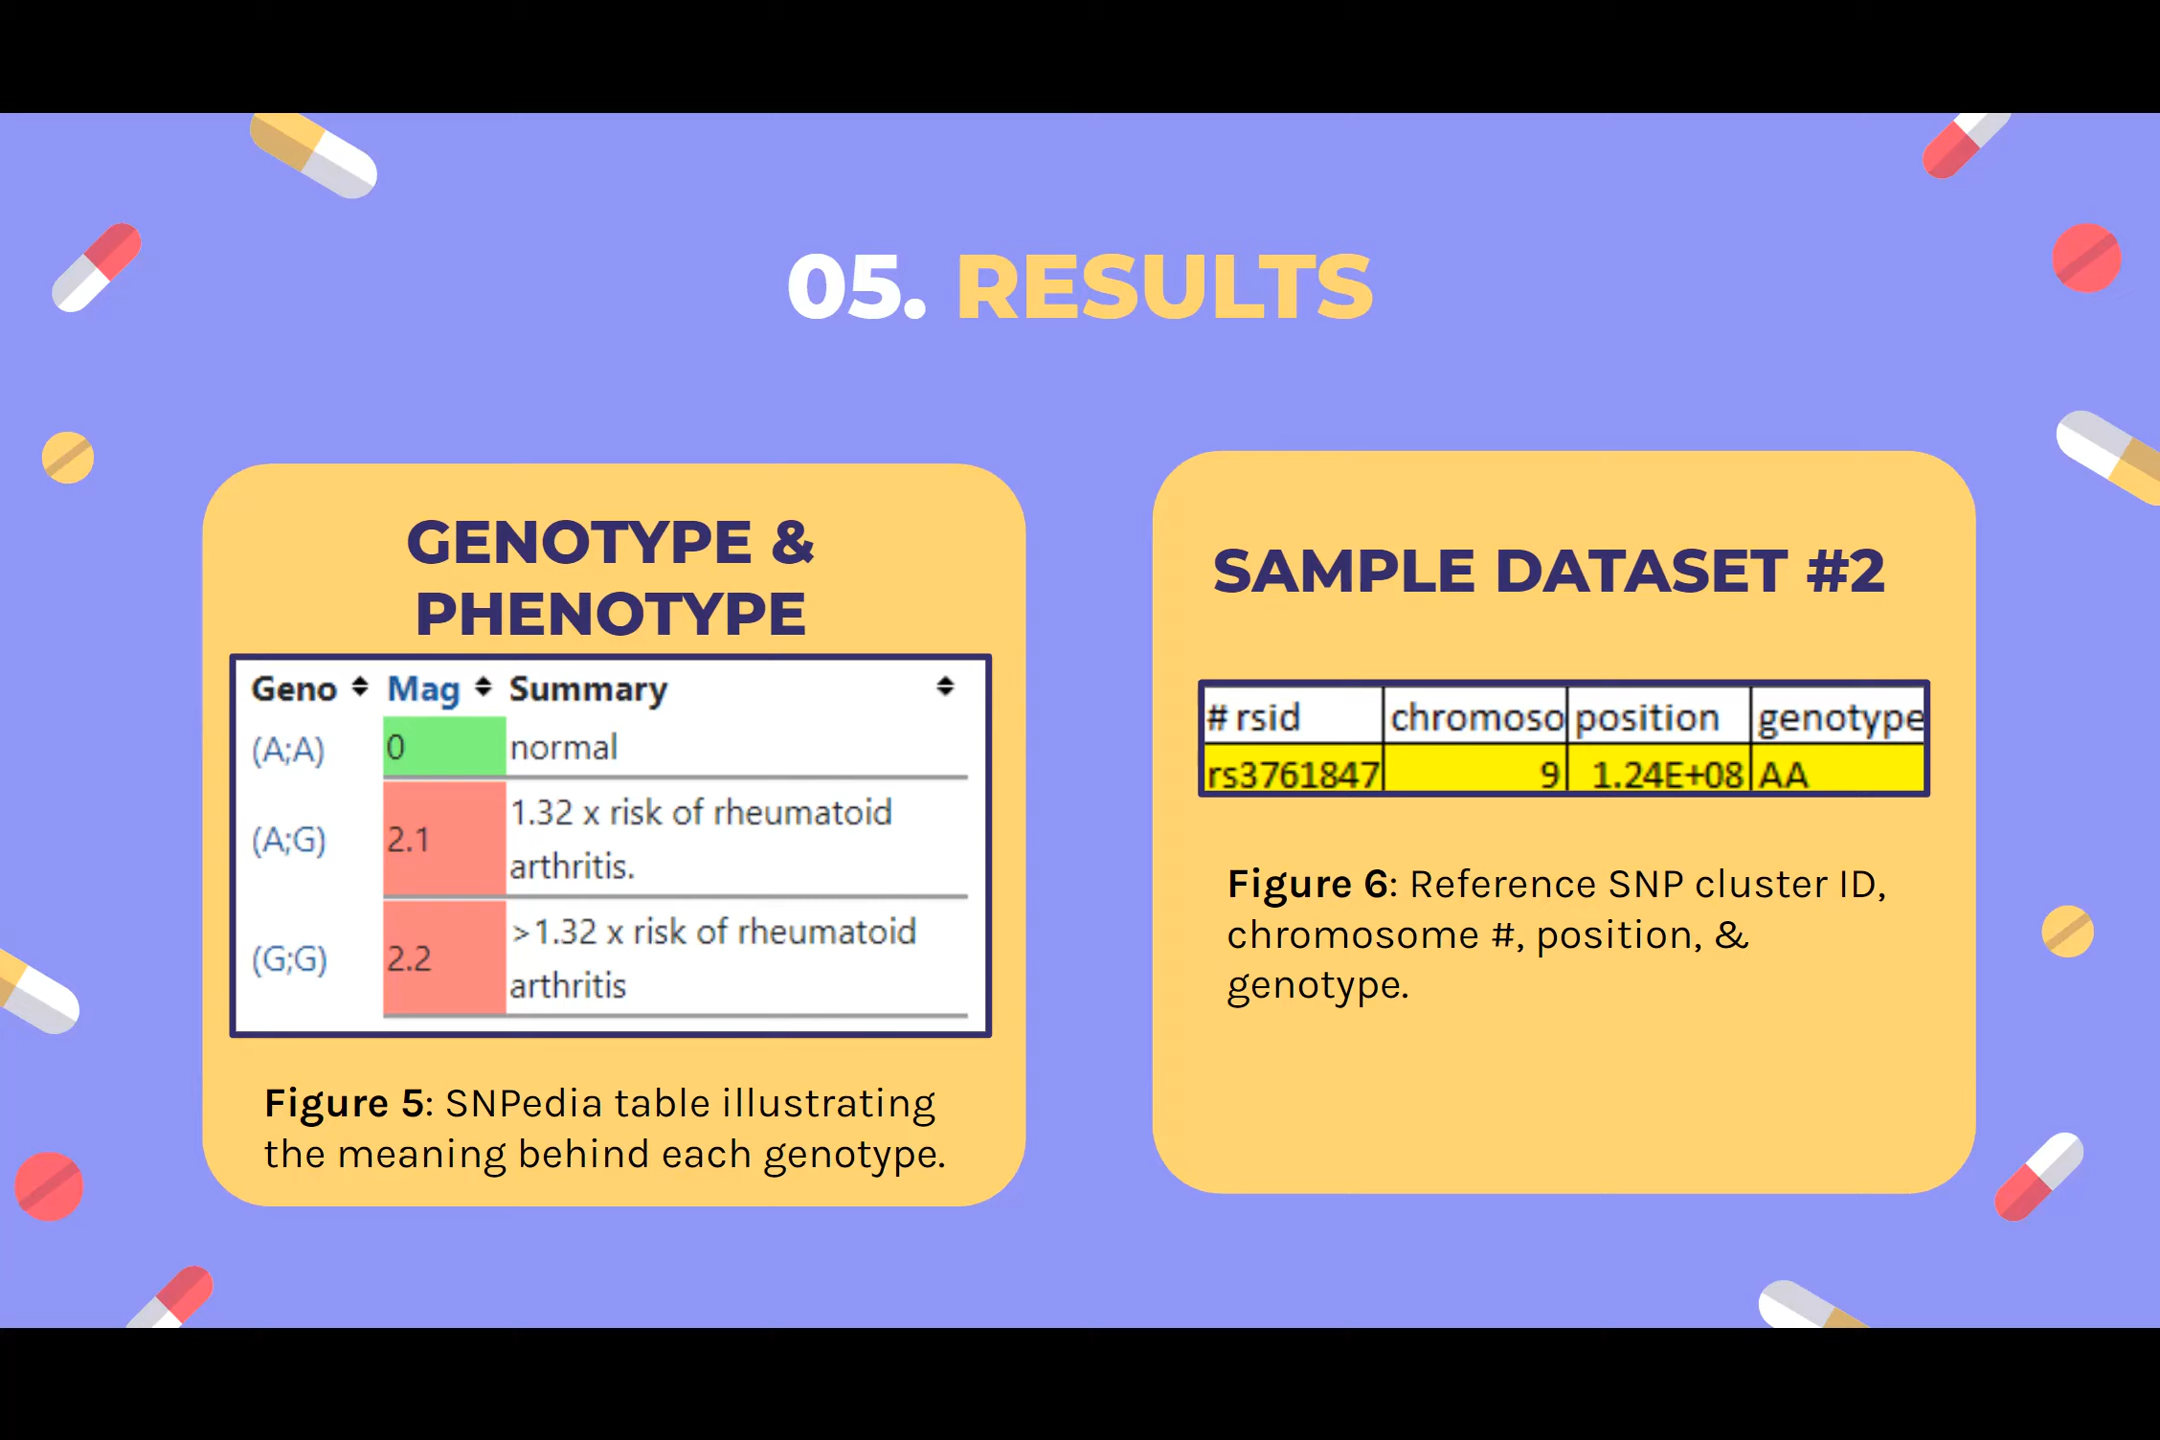 05. RESULTS
GENOTYPE &
PHENOTYPE
Geno Mag Summary
(A;A) 0 normal
(A;G) 2.1 1.32 x risk of rheumatoid
arthritis.
(G;G) 2.2 >1.32 x risk of rheumatoid
arthritis
Figure 5: SNPedia table illustrating
the meaning behind each genotype.
SAMPLE DATASET #2
# rsid chromoso position genotype
rs3761847 9 1.24E+08 AA
Figure 6: Reference SNP cluster ID,
chromosome #, position, &
genotype.